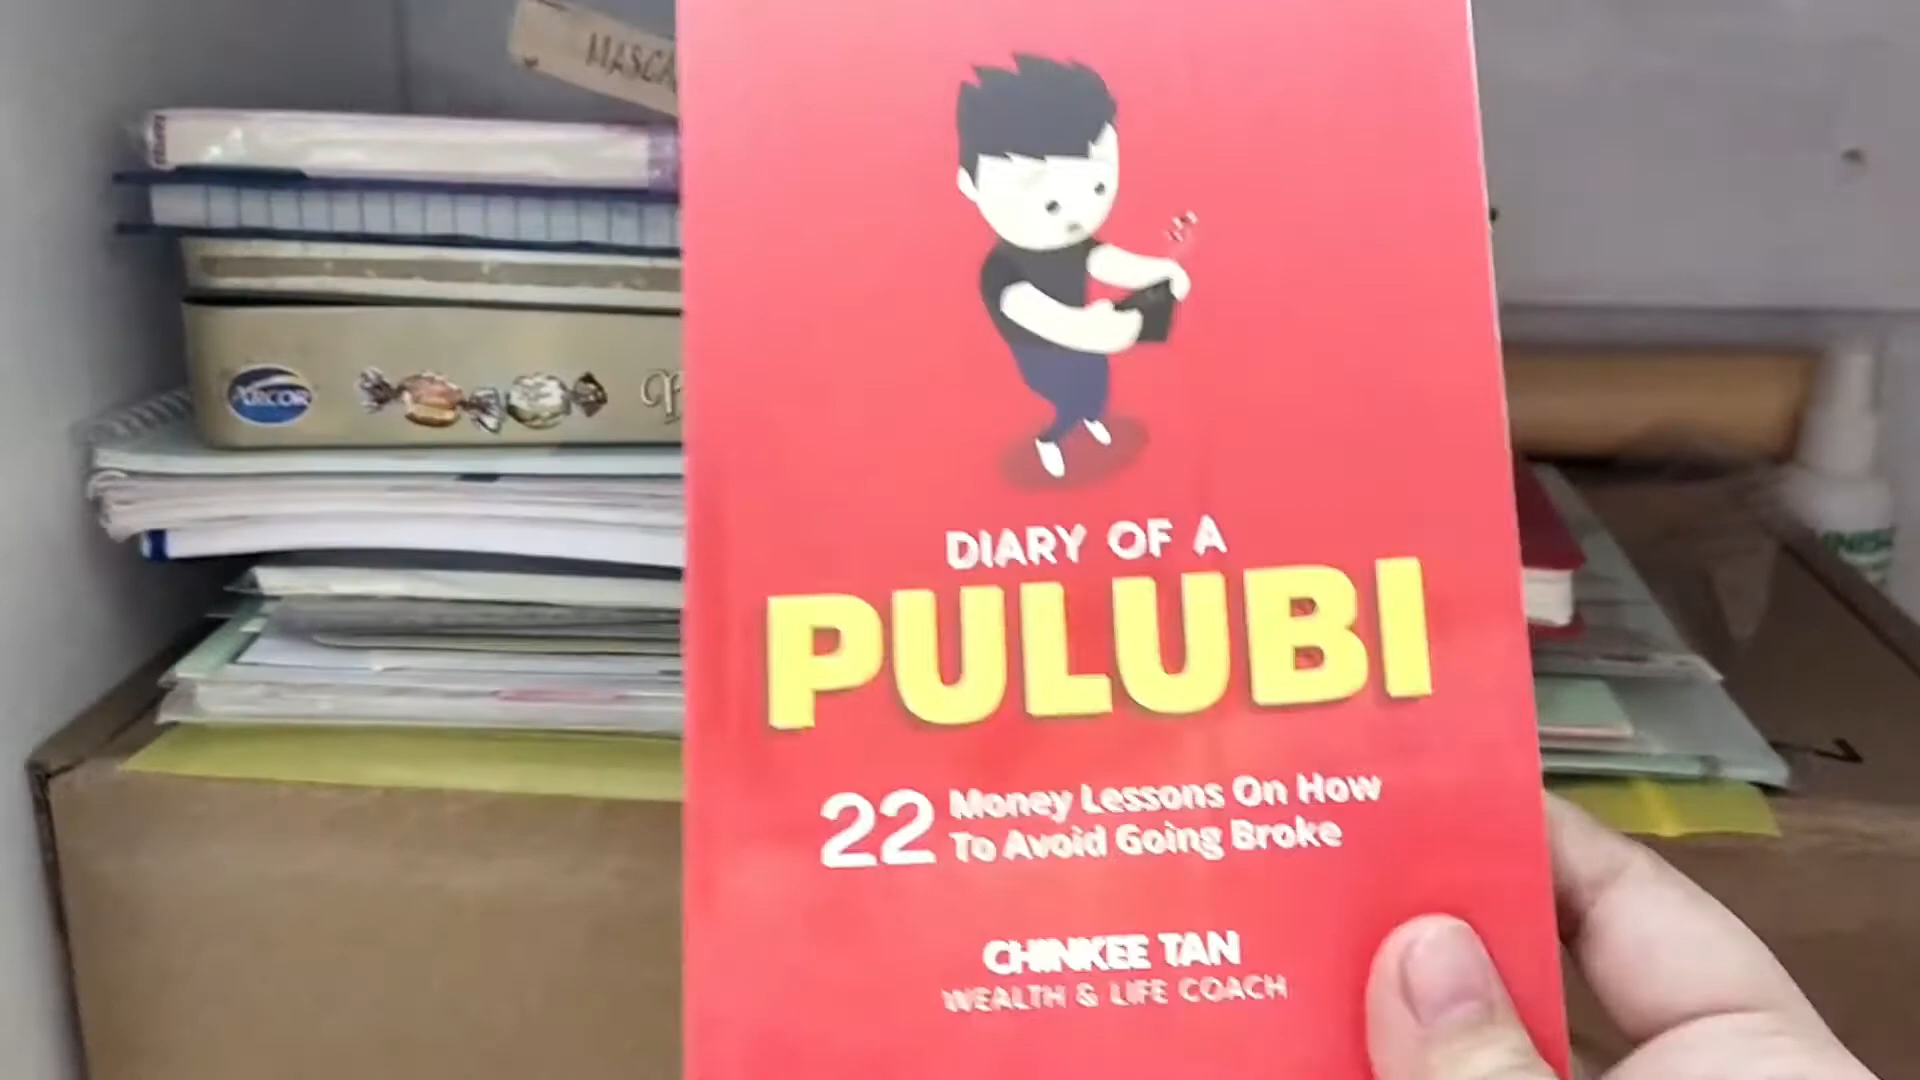 ARCOR
DIARY OF A
PULUBI
22 Money Lessons On How
To Avoid Going Broke
CHINKEE TAN
WEALTH & LIFE COACH